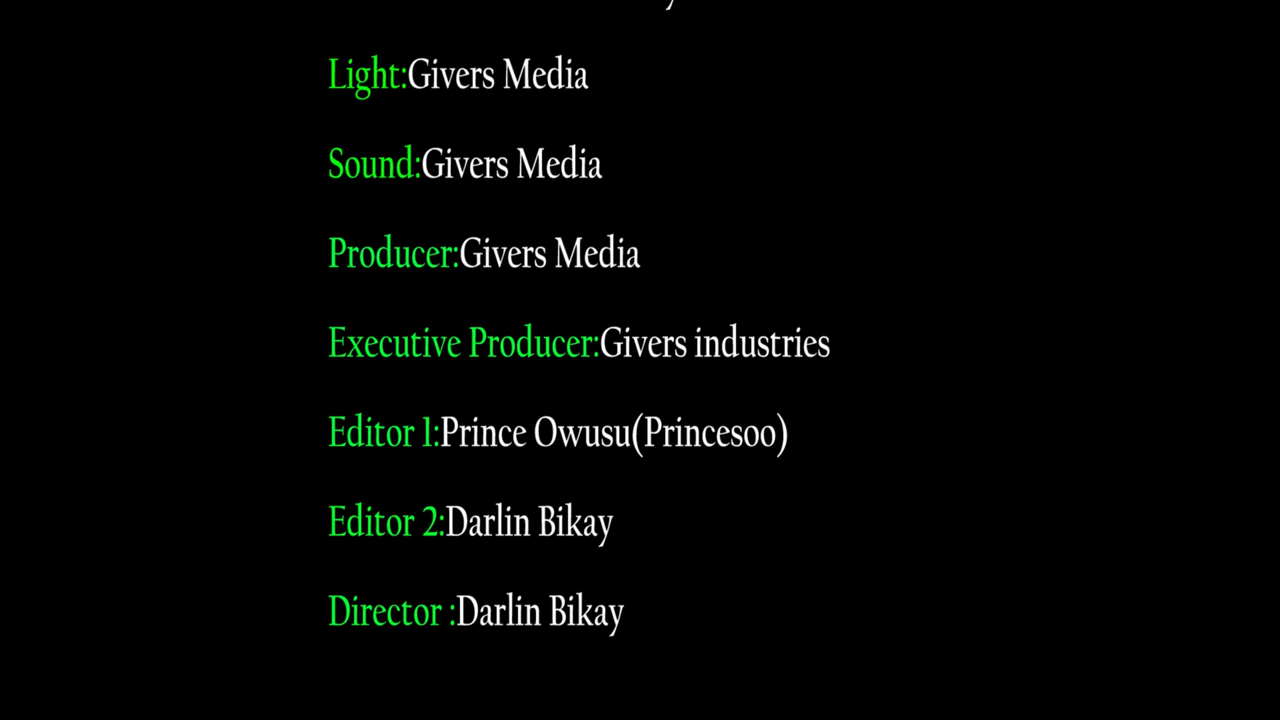 Light:Givers Media
Sound:Givers Media
Producer:Givers Media
Executive Producer:Givers industries
Editor 1:Prince Owusu(Princesoo)
Editor 2:Darlin Bikay
Director :Darlin Bikay